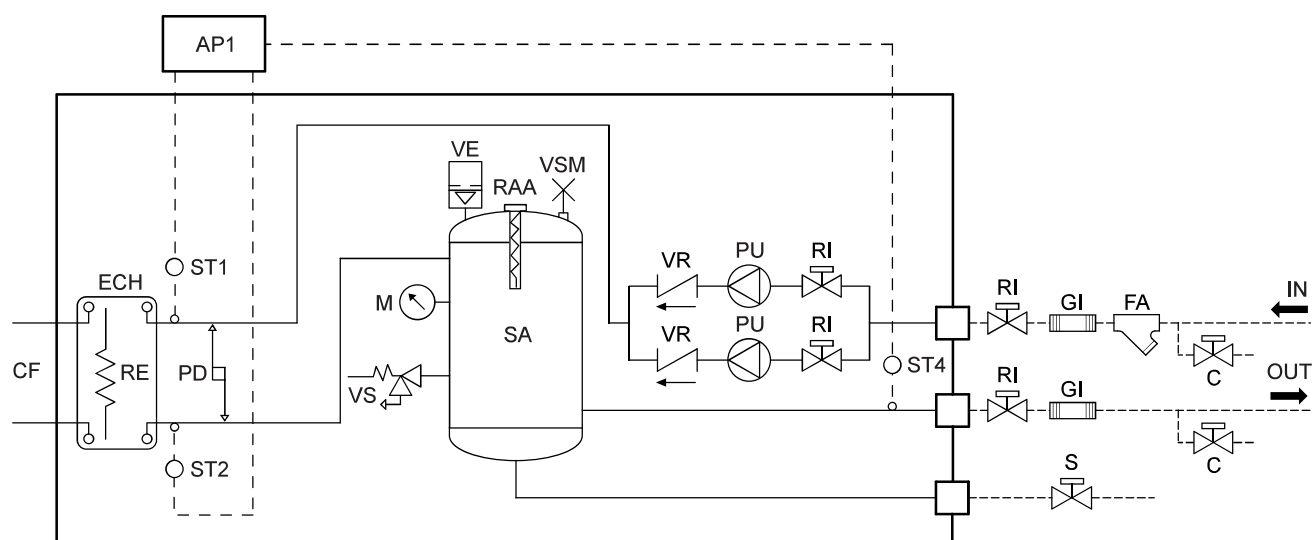 AP1
VE
VSM
RAA
ST1
ECH
M
SA
VR
PU
RI
RI
GI
FA
IN
CF
RE
PD
VS
VR
PU
RI
ST4
C
RI
GI
OUT
ST2
C
S